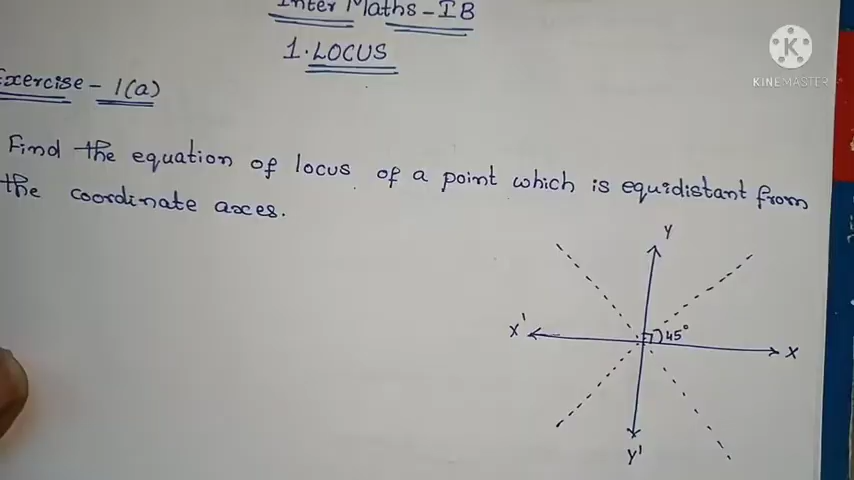 Inter Maths - IB
1. LOCUS
Exercise - 1(a)
Find the equation of locus of a point which is equidistant from
the coordinate axes.
Y
45°
X'
X
Y'
K
KINEMASTER